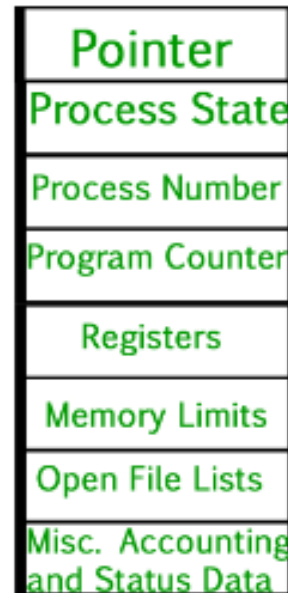 Pointer
Process State
Process Number
Program Counter
Registers
Memory Limits
Open File Lists
Misc. Accounting
and Status Data